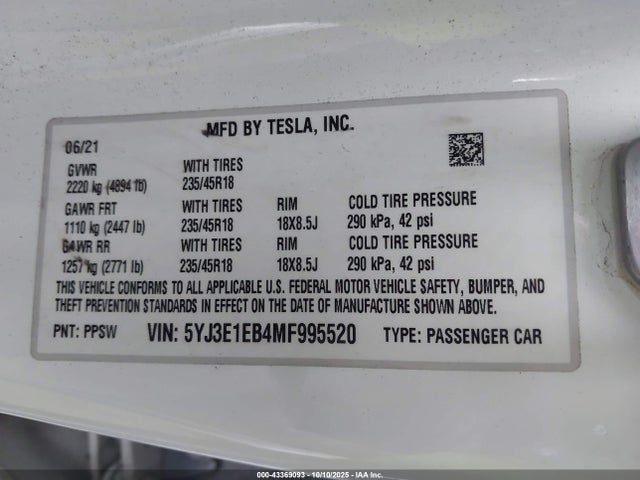 MFD BY TESLA, INC.
06/21
GVWR WITH TIRES
2220 kg (4894 lb) 235/45R18
GAWR FRT WITH TIRES RIM COLD TIRE PRESSURE
1110 kg (2447 lb) 235/45R18 18X8.5J 290 kPa, 42 psi
GAWR RR WITH TIRES RIM COLD TIRE PRESSURE
1257 kg (2771 lb) 235/45R18 18X8.5J 290 kPa, 42 psi
THIS VEHICLE CONFORMS TO ALL APPLICABLE U.S. FEDERAL MOTOR VEHICLE SAFETY, BUMPER, AND
THEFT PREVENTION STANDARDS IN EFFECT ON THE DATE OF MANUFACTURE SHOWN ABOVE.
PNT: PPSW VIN: 5YJ3E1EB4MF995520 TYPE: PASSENGER CAR
© - 43369093 - 10/10/2025 - IAA Inc.